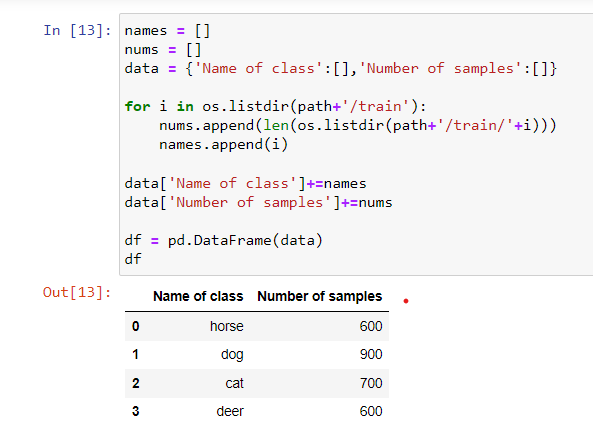 In [13]: names = []
nums = []
data = {'Name of class':[],'Number of samples':[]}
for i in os.listdir(path+'/train'):
    nums.append(len(os.listdir(path+'/train/'+i)))
    names.append(i)
data['Name of class']+=names
data['Number of samples']+=nums
df = pd.DataFrame(data)
df
Out[13]:
Name of class Number of samples
0 horse 600
1 dog 900
2 cat 700
3 deer 600